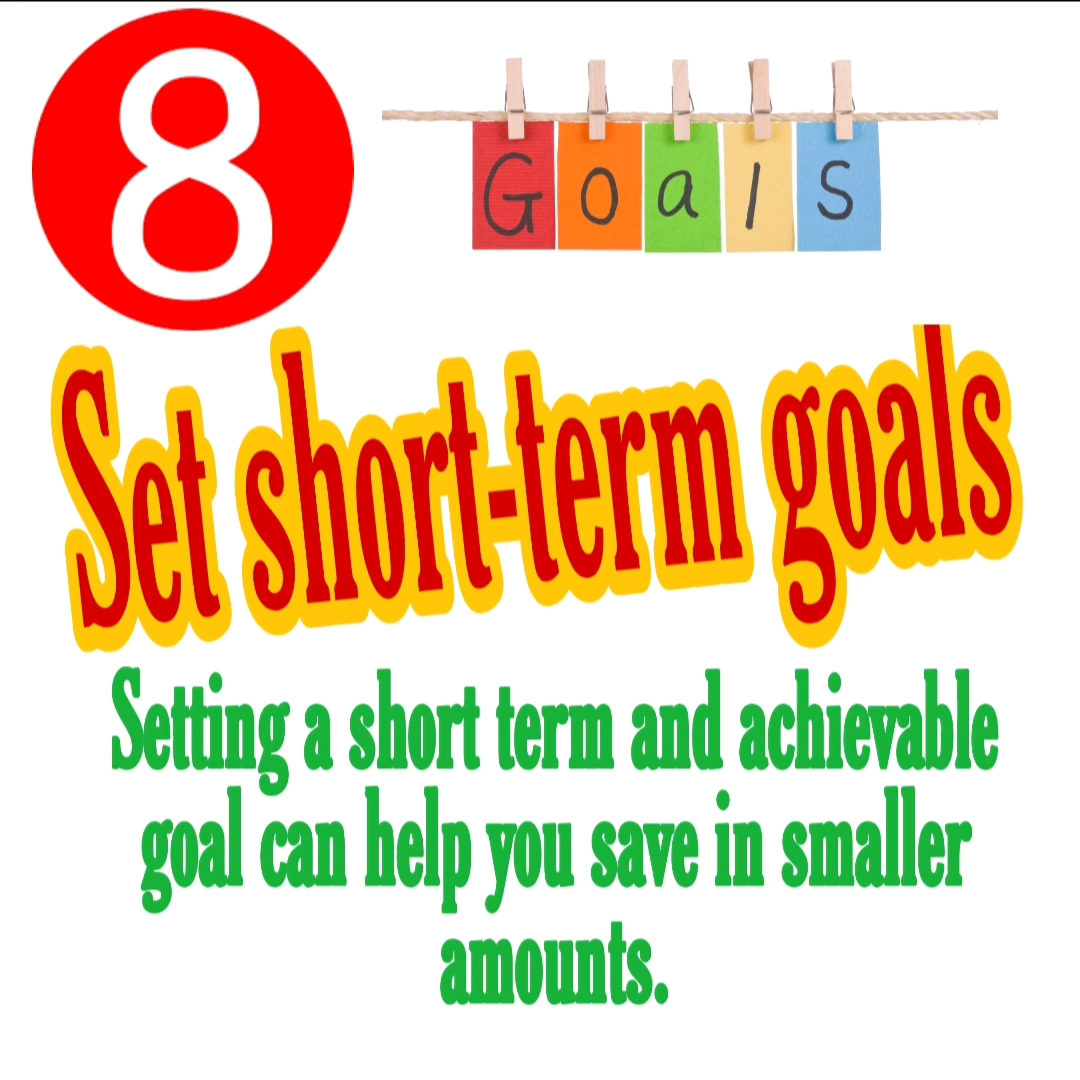 8
Goals
Set short-term goals
Setting a short term and achievable
goal can help you save in smaller
amounts.